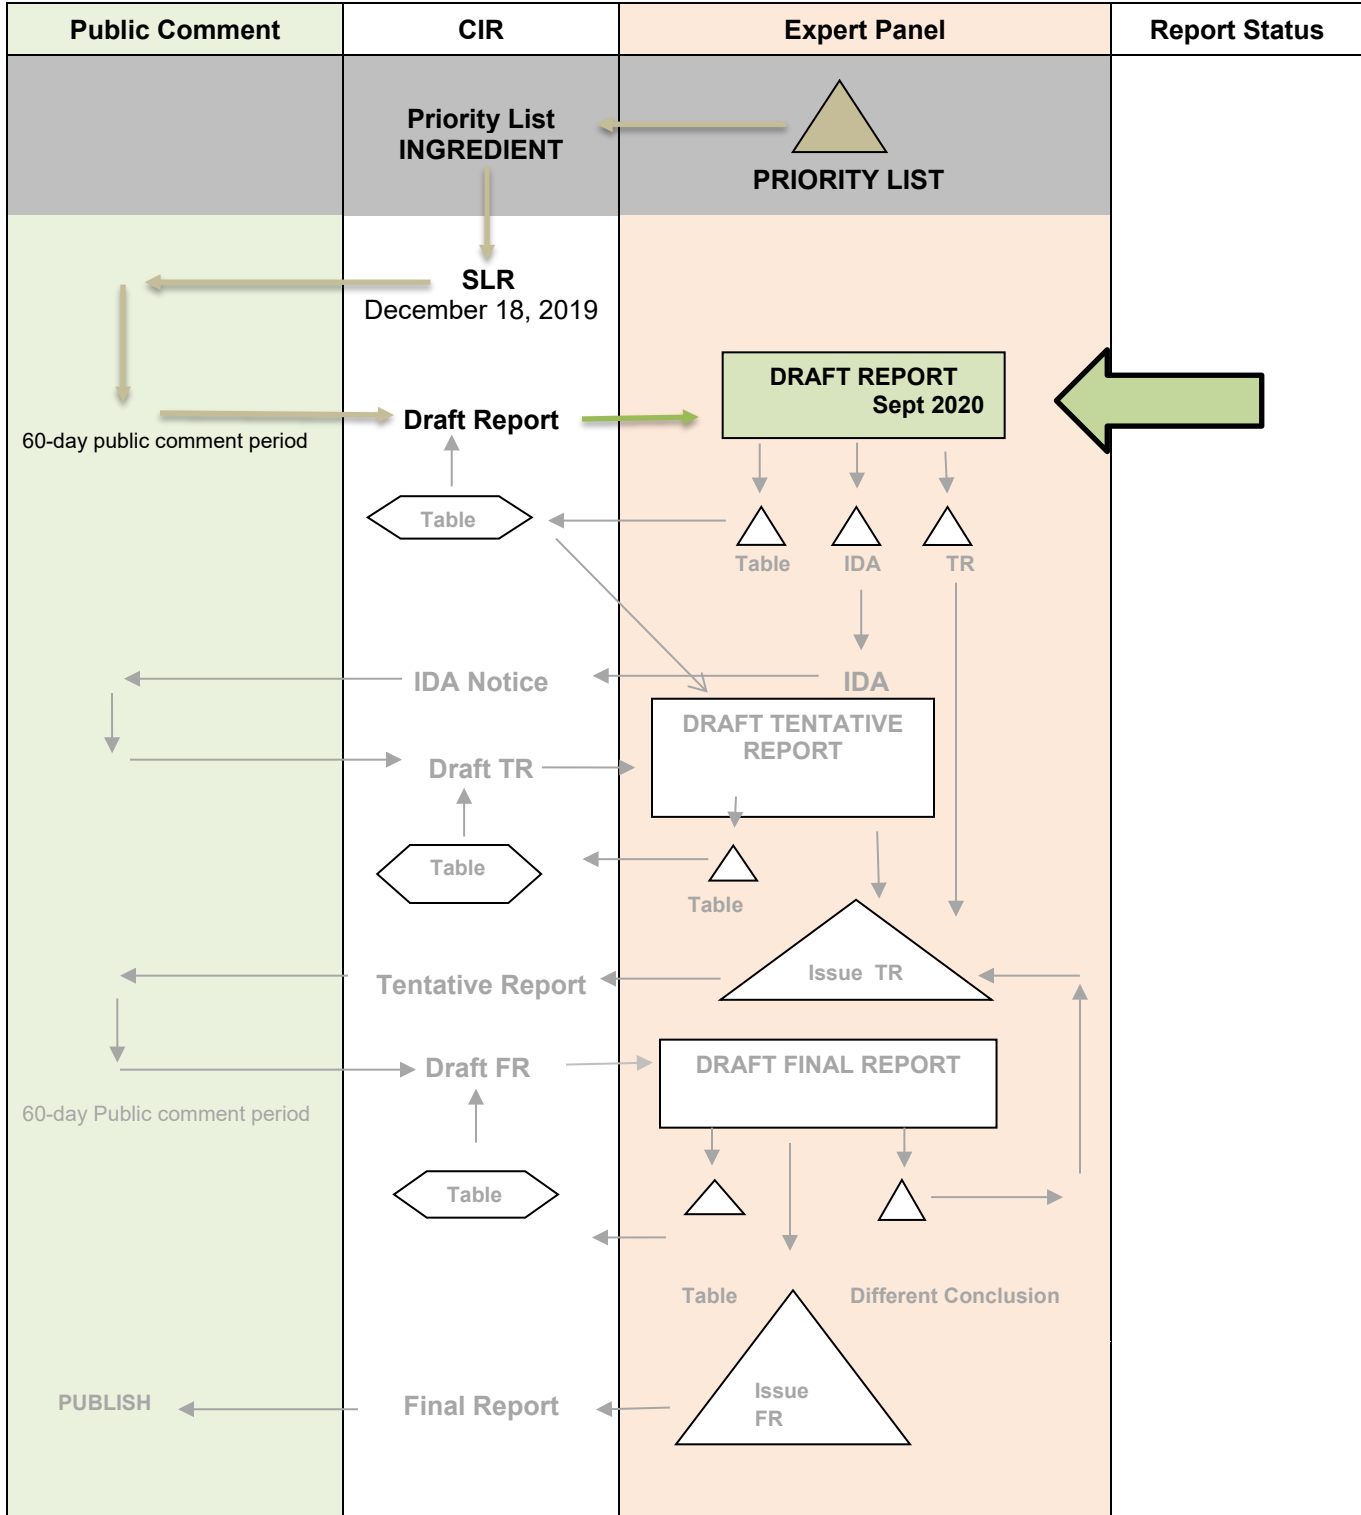 Public Comment
CIR
Expert Panel
Report Status
Priority List
INGREDIENT
PRIORITY LIST
SLR
December 18, 2019
60-day public comment period
Draft Report
DRAFT REPORT
Sept 2020
Table
Table
IDA
TR
IDA Notice
IDA
DRAFT TENTATIVE
REPORT
Draft TR
Table
Table
Issue TR
Tentative Report
Draft FR
DRAFT FINAL REPORT
60-day Public comment period
Table
Table
Different Conclusion
PUBLISH
Final Report
Issue
FR